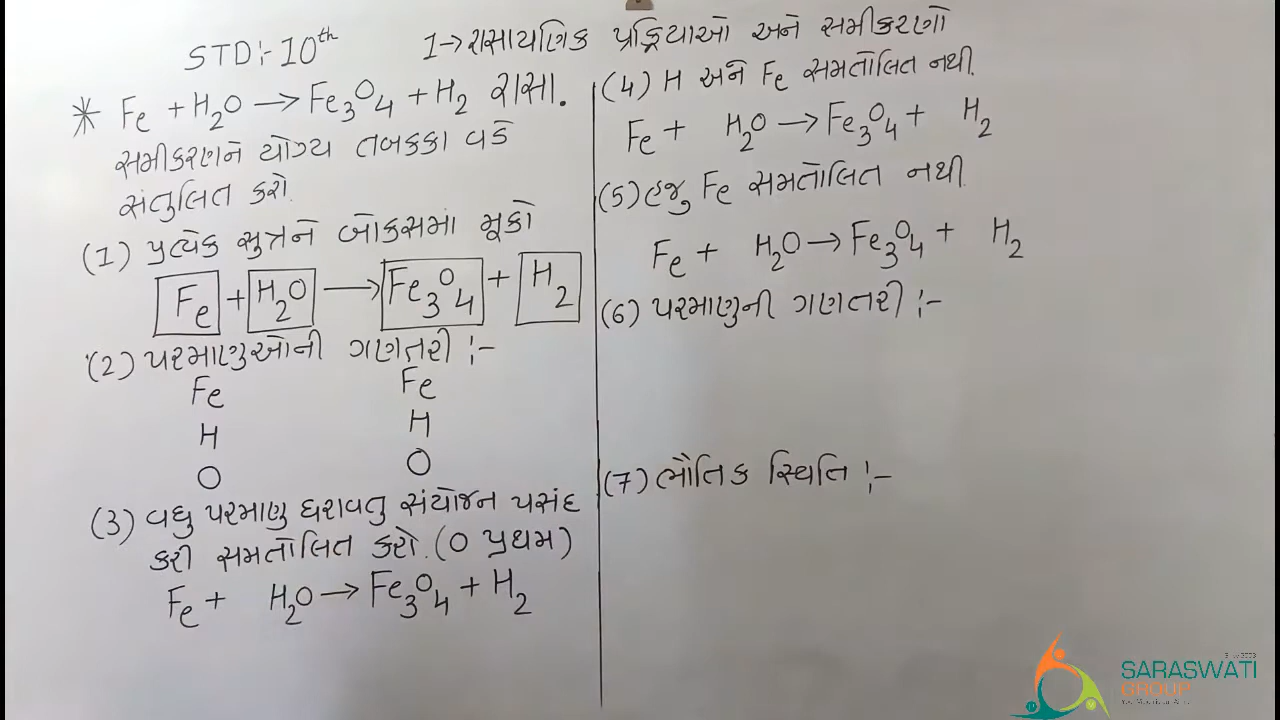 STD:- 10th 1→ રાસાયણિક પ્રક્રિયાઓ અને સમીકરણો
* Fe + H2O → Fe3O4 + H2 રાસા.
સમીકરણને યોગ્ય તબકકા વડે
સંતુલિત કરો.
(1) પ્રત્યેક સુત્રને બોકસમાં મૂકો
Fe + H2O → Fe3O4 + H2
(2) પરમાણુઓની ગણતરી :-
Fe Fe
H H
O O
(3) વધુ પરમાણુ ધરાવતુ સંયોજન પસંદ
કરી સમતોલિત કરો. (O પ્રથમ)
Fe + H2O → Fe3O4 + H2
(4) H અને Fe સમતોલિત નથી.
Fe + H2O → Fe3O4 + H2
(5) હજુ Fe સમતોલિત નથી.
Fe + H2O → Fe3O4 + H2
(6) પરમાણુની ગણતરી :-
(7) ભૌતિક સ્થિતિ :-
SARASWATI
GROUP